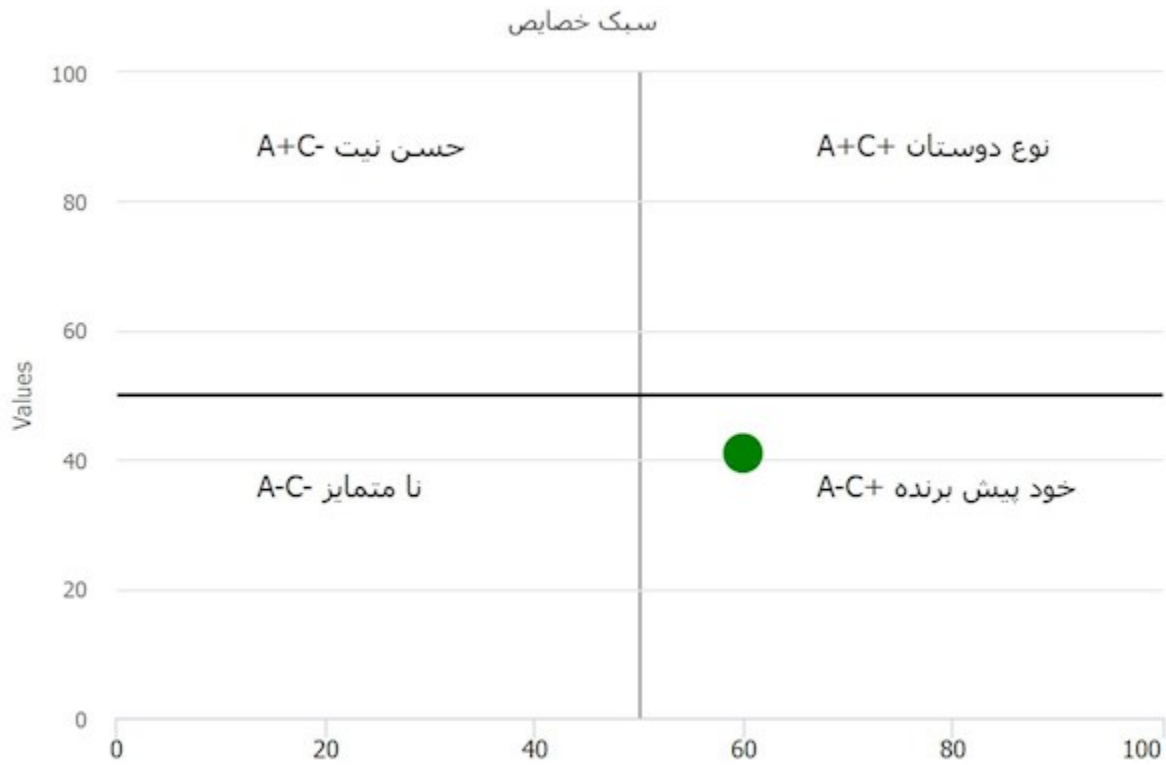 سبک خصایص
100
A+C- حسن نیت
A+C+ نوع دوستان
80
60
Values
40
A-C- نا متمایز
A-C+ خود پیش برنده
20
0
0 20 40 60 80 100